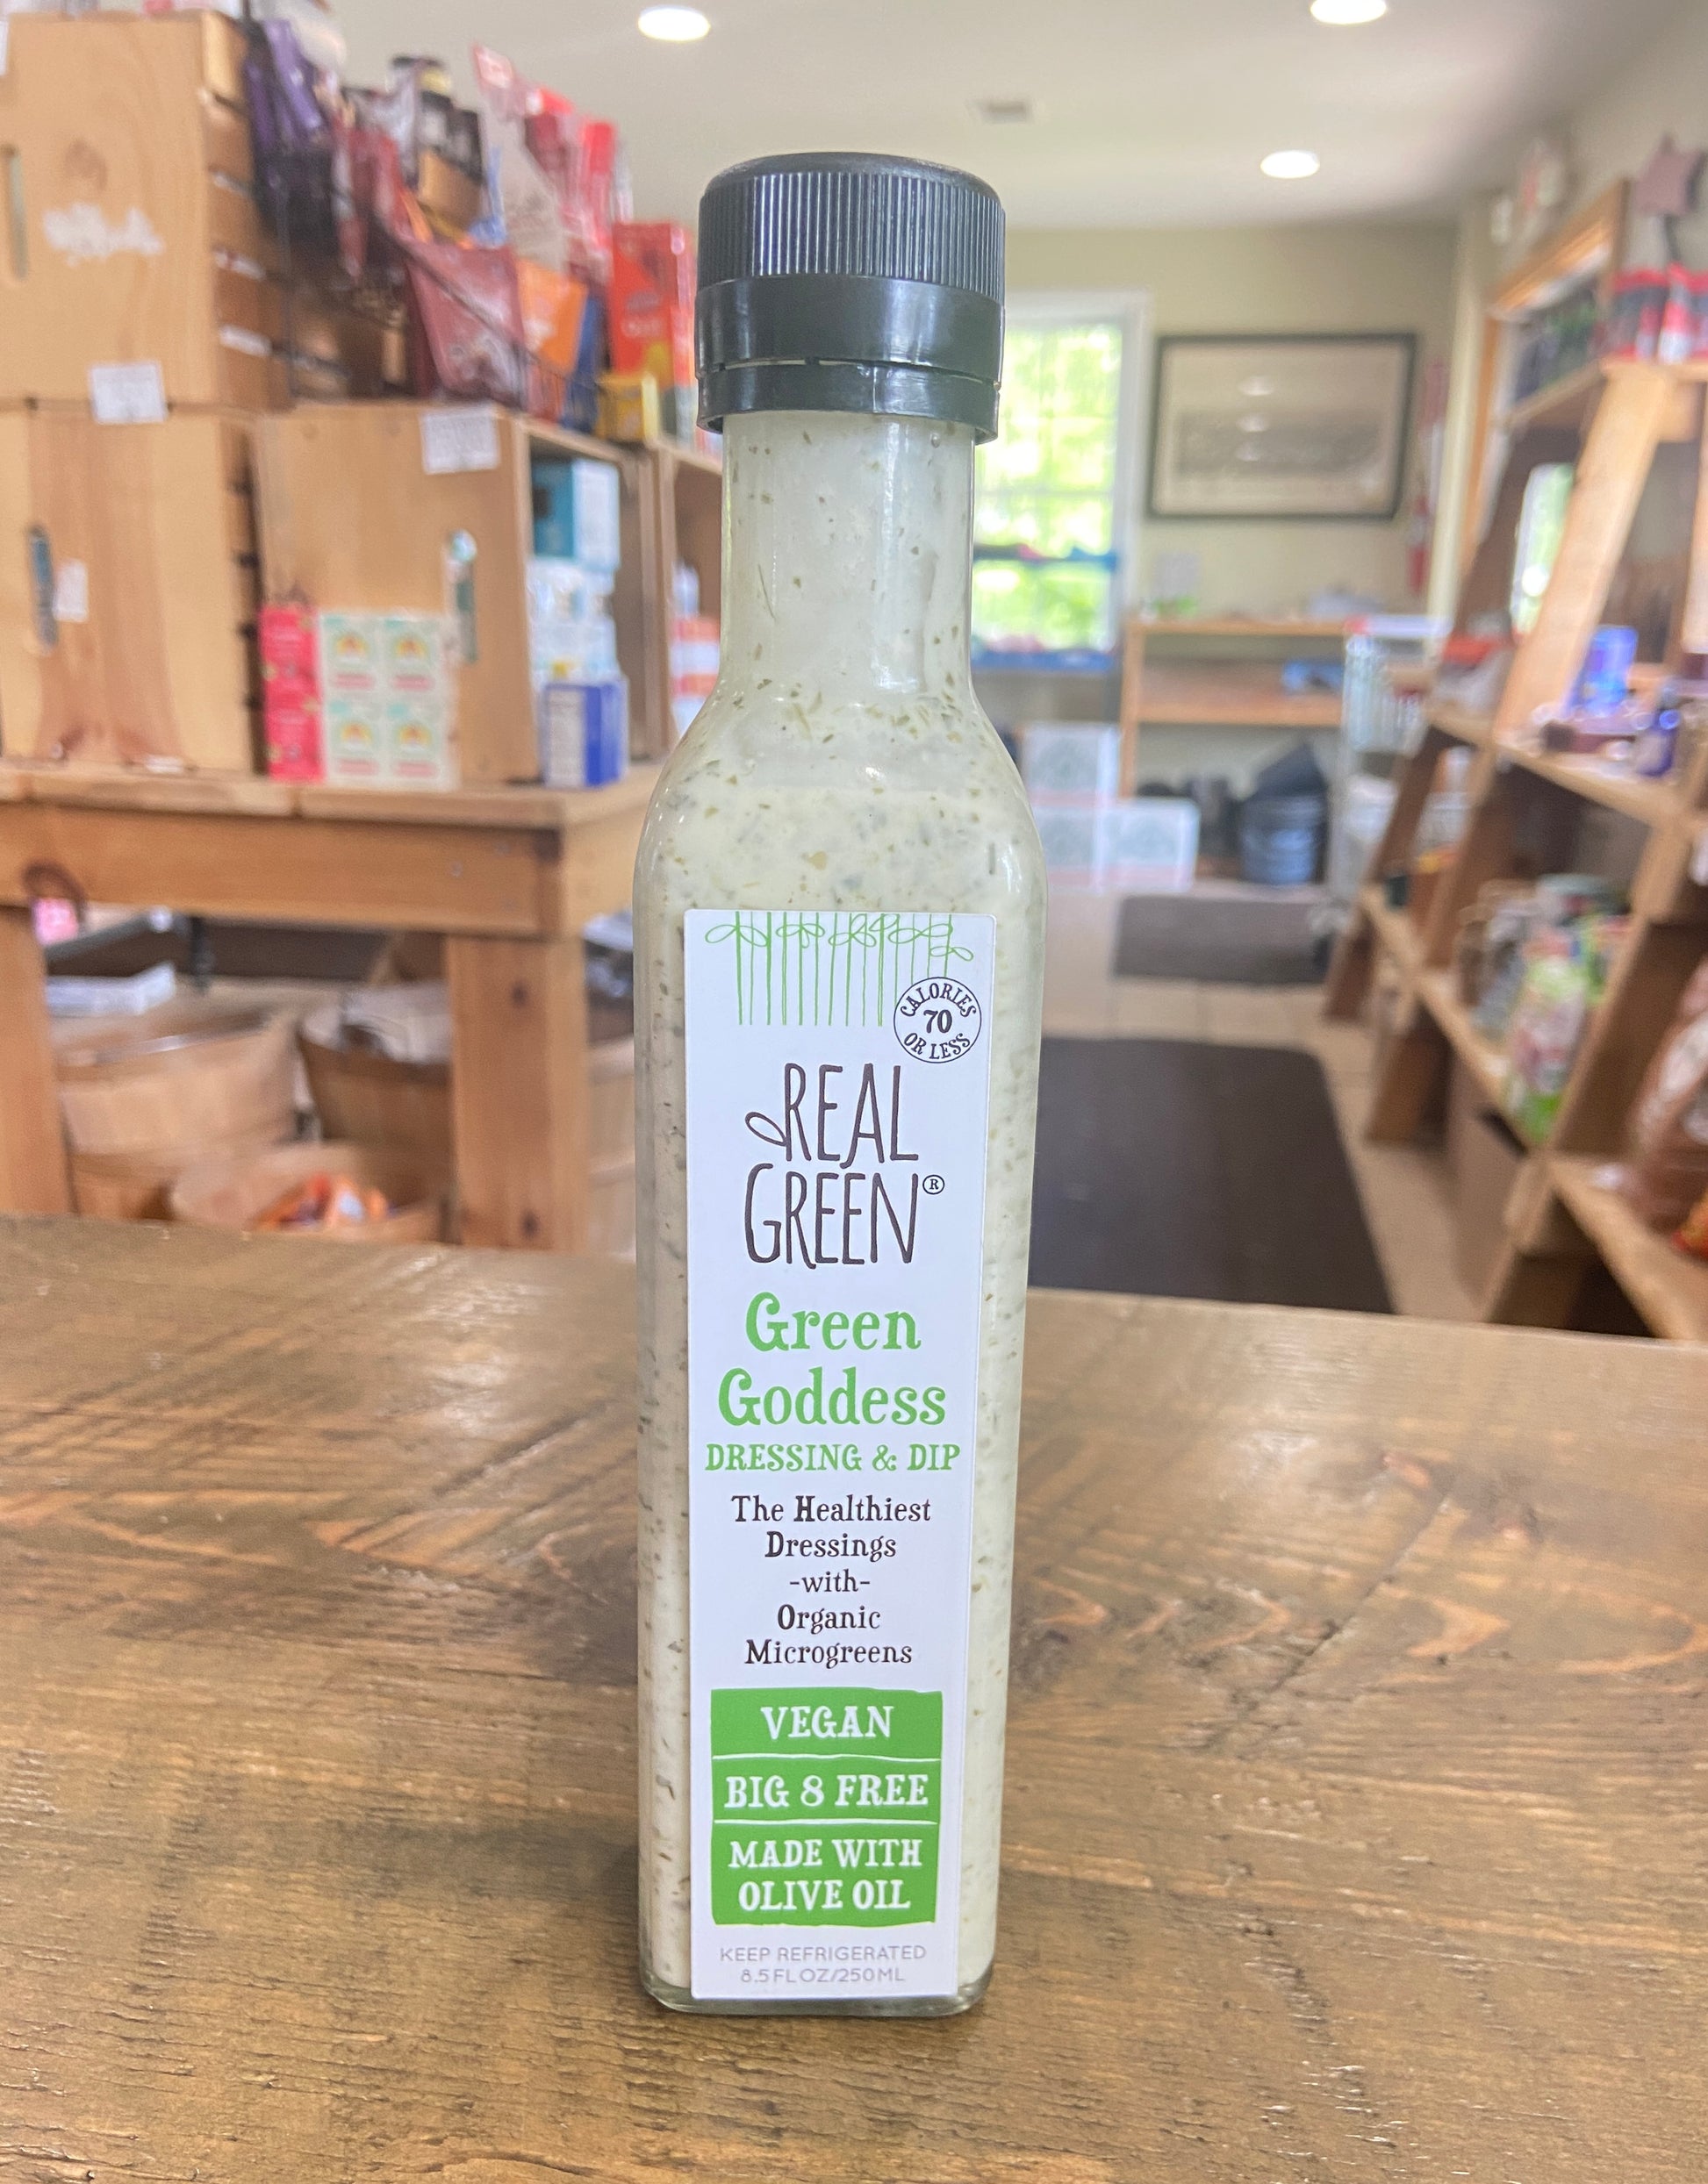 CALORIES
70
OR LESS
REAL
GREEN®
Green
Goddess
DRESSING & DIP
The Healthiest
Dressings
-with-
Organic
Microgreens
VEGAN
BIG 8 FREE
MADE WITH
OLIVE OIL
KEEP REFRIGERATED
8.5 FL OZ/250 ML